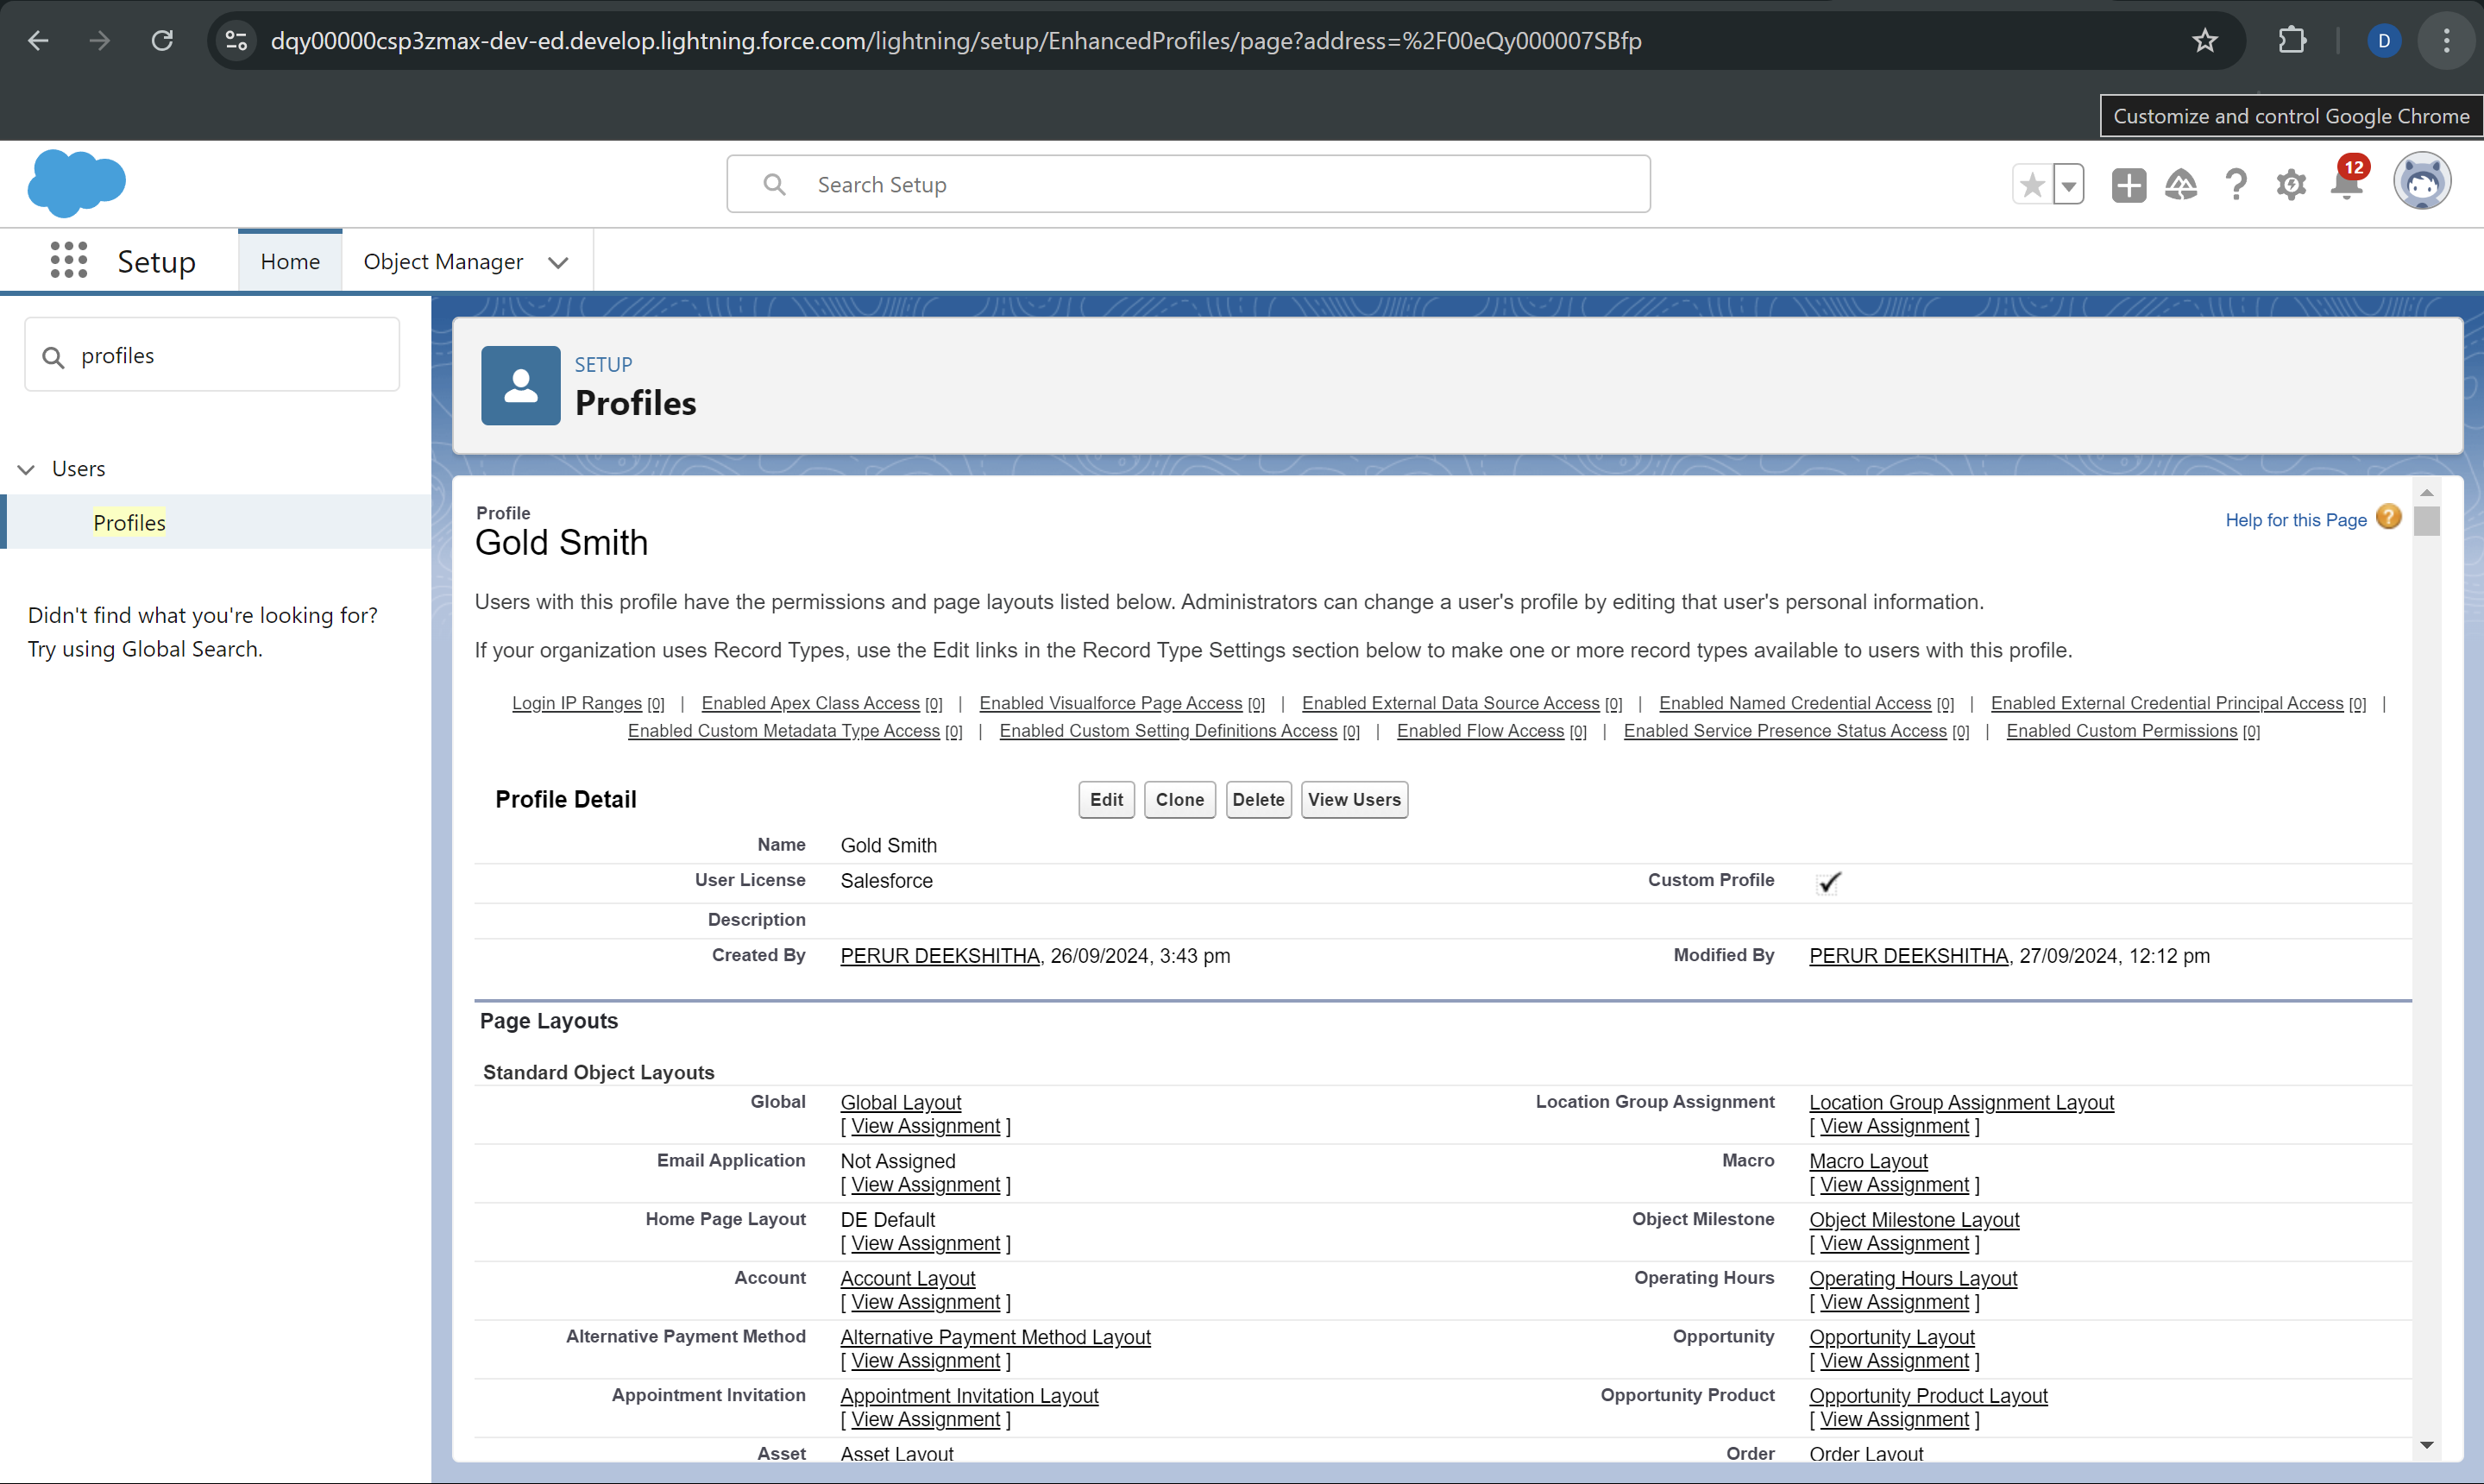 dqy00000csp3zmax-dev-ed.develop.lightning.force.com/lightning/setup/EnhancedProfiles/page?address=%2F00eQy000007SBfp
D
Customize and control Google Chrome
Search Setup
12
Setup
Home
Object Manager
profiles
Users
Profiles
Didn't find what you're looking for?
Try using Global Search.
SETUP
Profiles
Profile
Gold Smith
Help for this Page ?
Users with this profile have the permissions and page layouts listed below. Administrators can change a user's profile by editing that user's personal information.
If your organization uses Record Types, use the Edit links in the Record Type Settings section below to make one or more record types available to users with this profile.
Login IP Ranges [0] | Enabled Apex Class Access [0] | Enabled Visualforce Page Access [0] | Enabled External Data Source Access [0] | Enabled Named Credential Access [0] | Enabled External Credential Principal Access [0] |
Enabled Custom Metadata Type Access [0] | Enabled Custom Setting Definitions Access [0] | Enabled Flow Access [0] | Enabled Service Presence Status Access [0] | Enabled Custom Permissions [0]
Profile Detail Edit Clone Delete View Users
Name Gold Smith
User License Salesforce Custom Profile
Description
Created By PERUR DEEKSHITHA, 26/09/2024, 3:43 pm Modified By PERUR DEEKSHITHA, 27/09/2024, 12:12 pm
Page Layouts
Standard Object Layouts
Global Global Layout Location Group Assignment Location Group Assignment Layout
[ View Assignment ] [ View Assignment ]
Email Application Not Assigned Macro Macro Layout
[ View Assignment ] [ View Assignment ]
Home Page Layout DE Default Object Milestone Object Milestone Layout
[ View Assignment ] [ View Assignment ]
Account Account Layout Operating Hours Operating Hours Layout
[ View Assignment ] [ View Assignment ]
Alternative Payment Method Alternative Payment Method Layout Opportunity Opportunity Layout
[ View Assignment ] [ View Assignment ]
Appointment Invitation Appointment Invitation Layout Opportunity Product Opportunity Product Layout
[ View Assignment ] [ View Assignment ]
Asset Asset Layout Order Order Layout